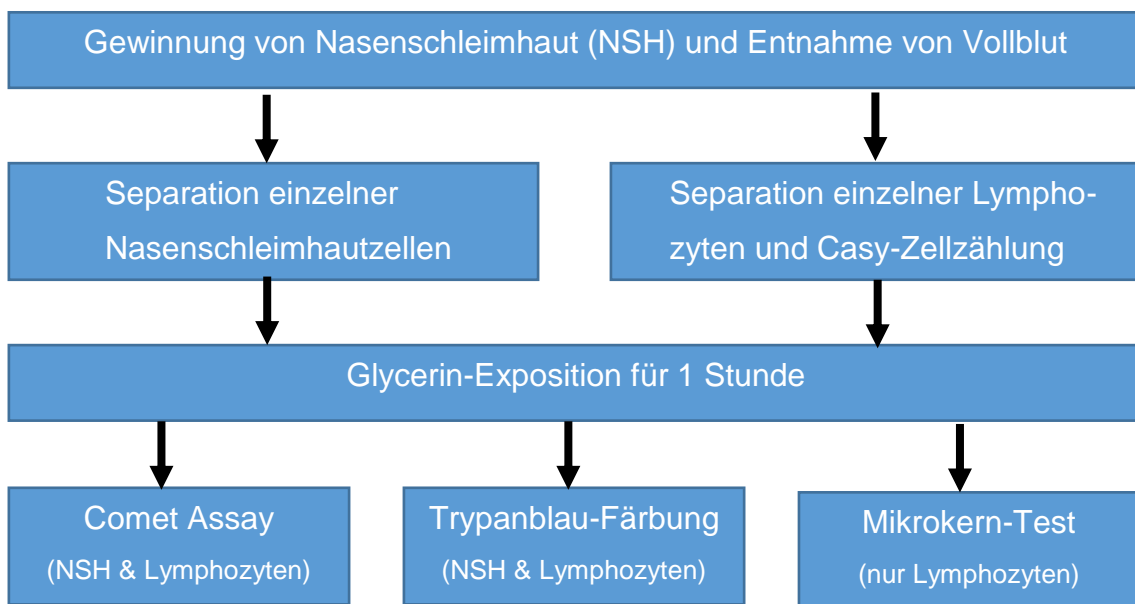 Gewinnung von Nasenschleimhaut (NSH) und Entnahme von Vollblut
Separation einzelner
Nasenschleimhautzellen
Separation einzelner Lympho-
zyten und Casy-Zellzählung
Glycerin-Exposition für 1 Stunde
Comet Assay
(NSH & Lymphozyten)
Trypanblau-Färbung
(NSH & Lymphozyten)
Mikrokern-Test
(nur Lymphozyten)